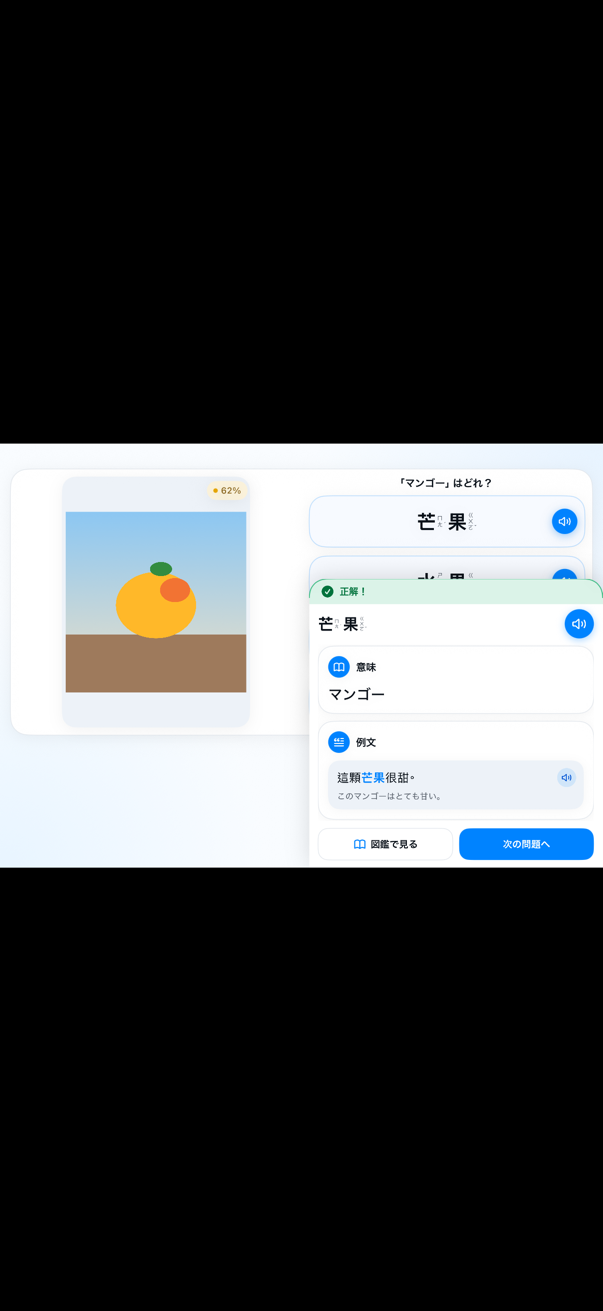 62%
「マンゴー」はどれ？
芒果
水果
正解！
芒果
意味
マンゴー
例文
這顆芒果很甜。
このマンゴーはとても甘い。
図鑑で見る
次の問題へ